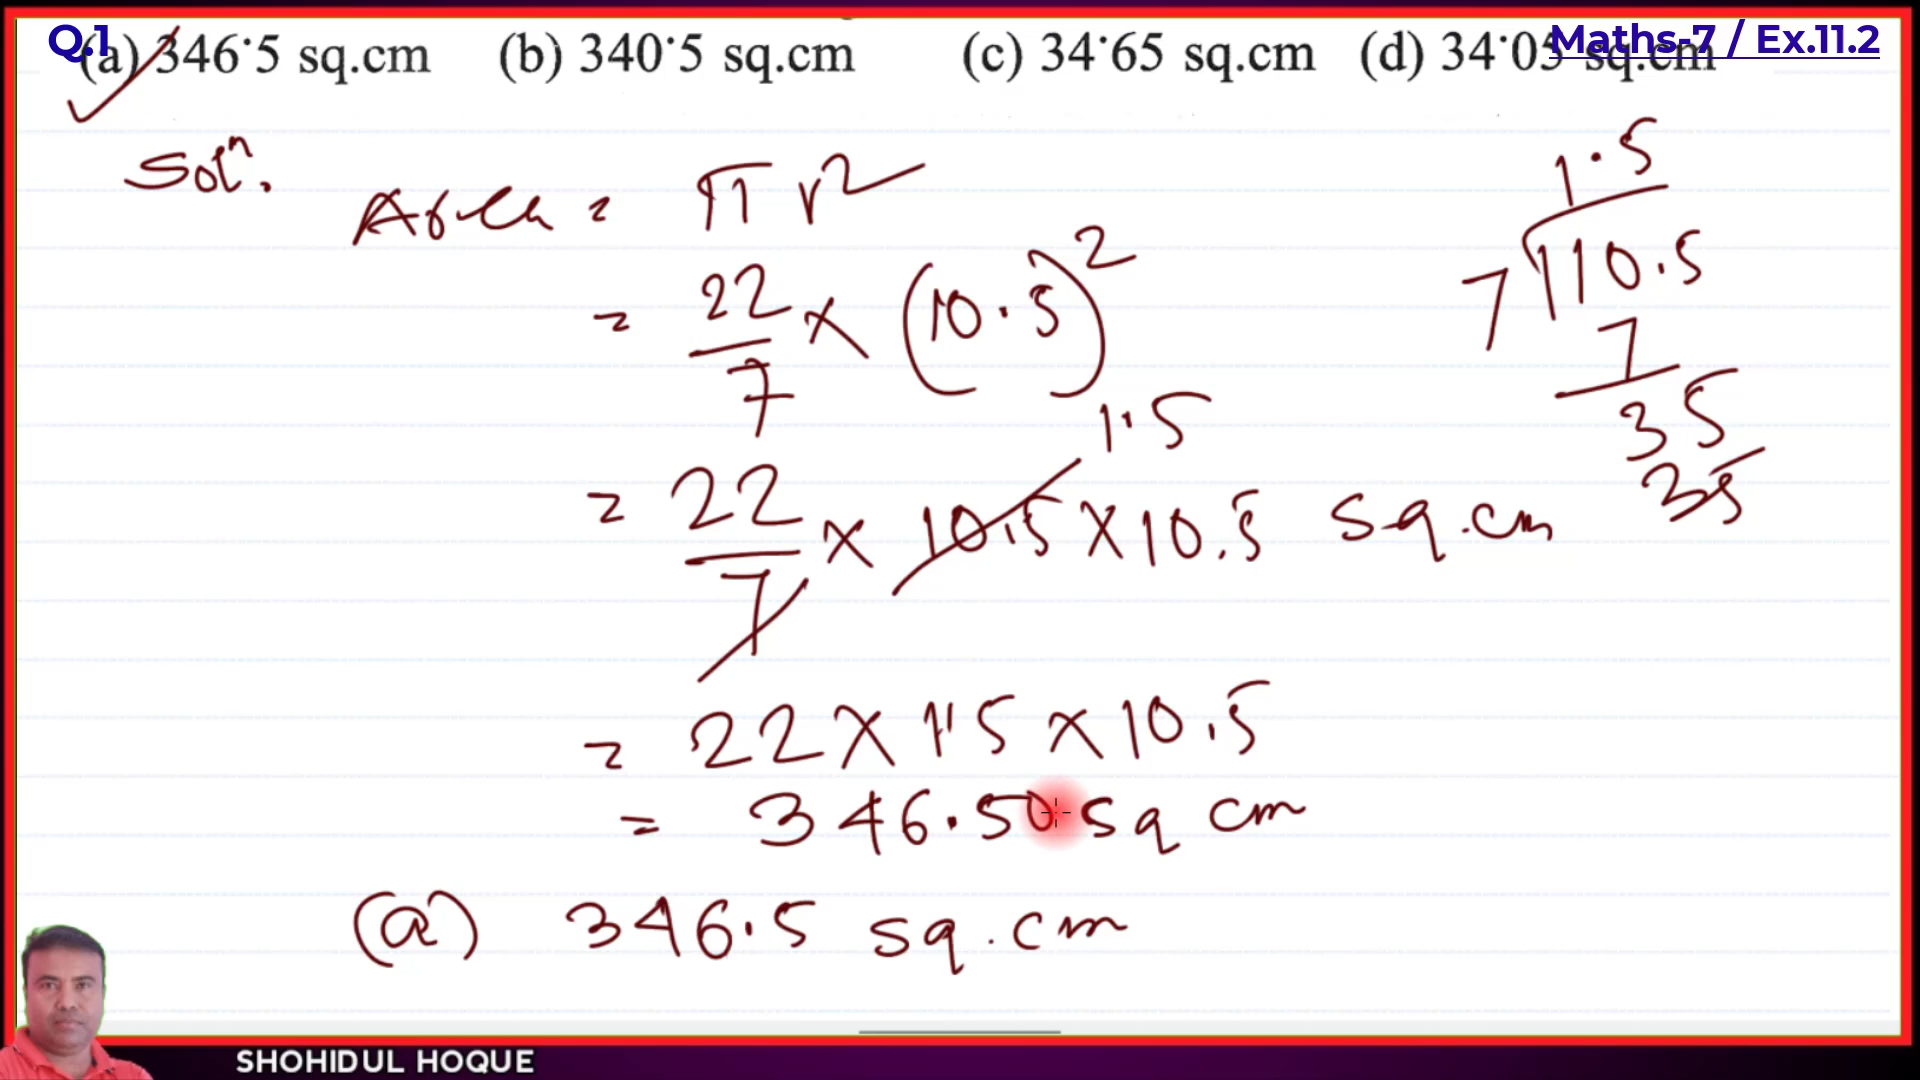 Q.1
Maths-7 / Ex.11.2
(a) 346·5 sq.cm (b) 340·5 sq.cm (c) 34·65 sq.cm (d) 34·05 sq.cm
Solⁿ.
Area = πr²
= 22/7 × (10.5)²
1.5
= 22/7 × 10.5 × 10.5 sq.cm
= 22 × 1.5 × 10.5
= 346.50 sq cm
(a) 346.5 sq.cm
1.5
7 110.5
7
35
35
SHOHIDUL HOQUE